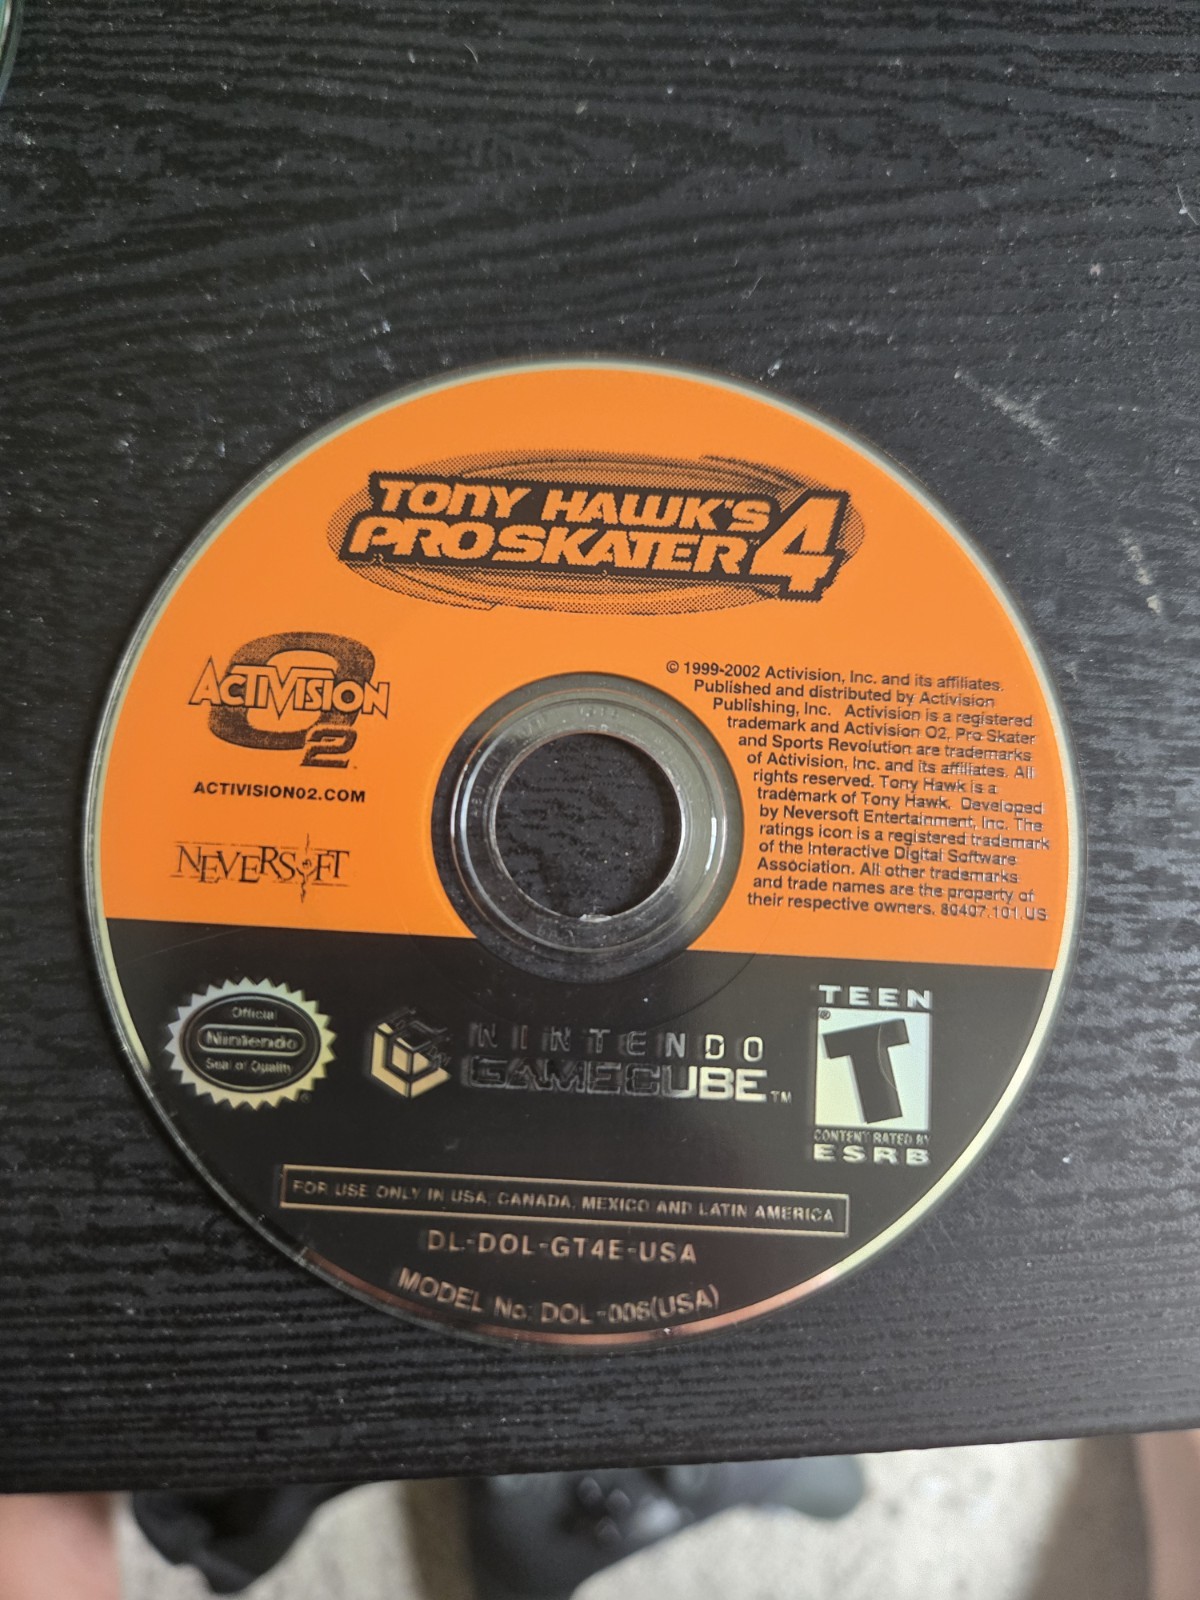 TONY HAWK'S
PRO SKATER 4
ACTIVISION
O2
ACTIVISIONO2.COM
NEVERSOFT
© 1999-2002 Activision, Inc. and its affiliates.
Published and distributed by Activision
Publishing, Inc. Activision is a registered
trademark and Activision O2, Pro Skater
and Sports Revolution are trademarks
of Activision, Inc. and its affiliates. All
rights reserved. Tony Hawk is a
trademark of Tony Hawk. Developed
by Neversoft Entertainment, Inc. The
ratings icon is a registered trademark
of the Interactive Digital Software
Association. All other trademarks
and trade names are the property of
their respective owners. 80407.101.US
Official
Nintendo
Seal of Quality
NINTENDO
GAMECUBE™
TEEN
T®
CONTENT RATED BY
ESRB
FOR USE ONLY IN USA, CANADA, MEXICO AND LATIN AMERICA
DL-DOL-GT4E-USA
MODEL No: DOL-006(USA)